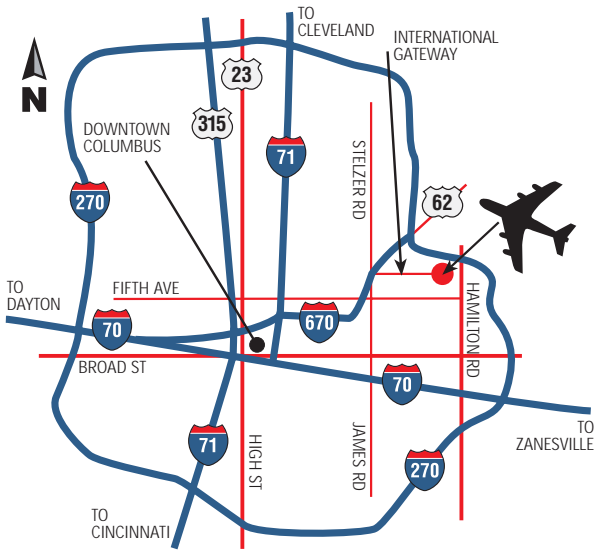 TO
CLEVELAND
INTERNATIONAL
GATEWAY
23
N
315
DOWNTOWN
COLUMBUS
71
STELZER RD
270
62
TO
DAYTON
FIFTH AVE
HAMILTON RD
70
670
BROAD ST
70
TO
ZANESVILLE
71
HIGH ST
JAMES RD
270
TO
CINCINNATI